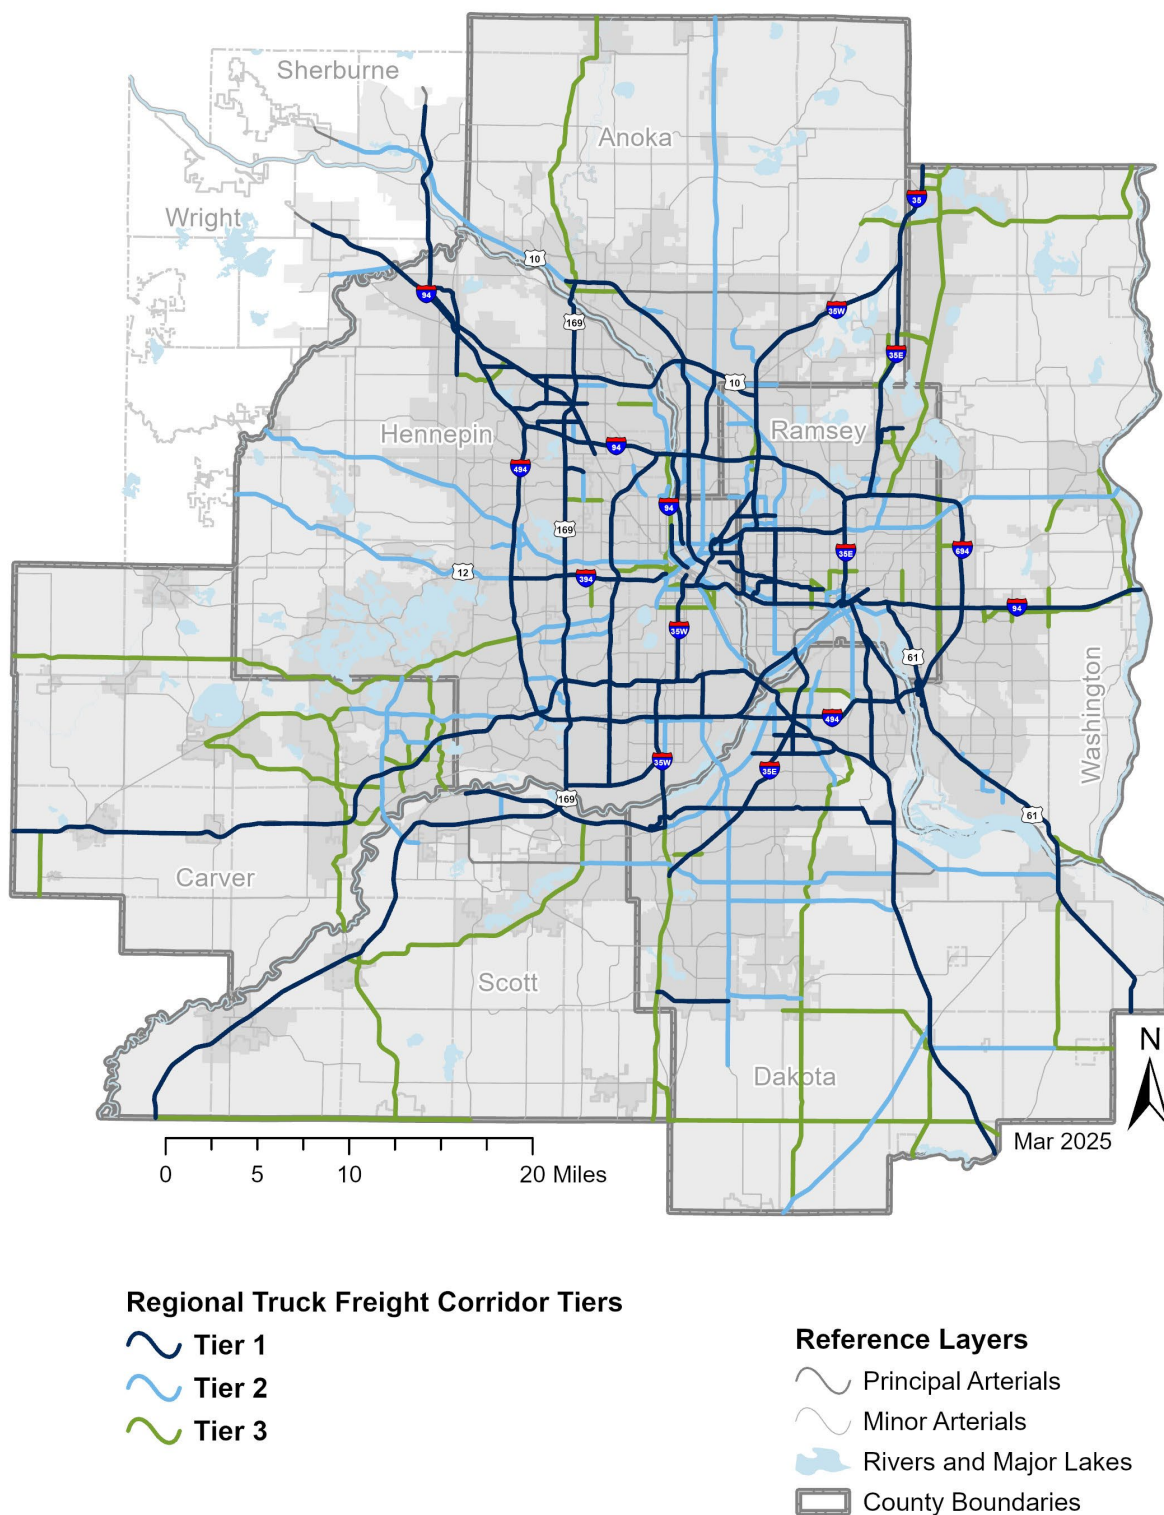 Sherburne
Anoka
Wright
35
10
94
169
35W
35E
10
Hennepin
Ramsey
94
494
94
169
35E
694
12
394
94
35W
61
Washington
494
35W
35E
169
61
Carver
Scott
N
Dakota
Mar 2025
0 5 10 20 Miles
Regional Truck Freight Corridor Tiers
Tier 1
Tier 2
Tier 3
Reference Layers
Principal Arterials
Minor Arterials
Rivers and Major Lakes
County Boundaries